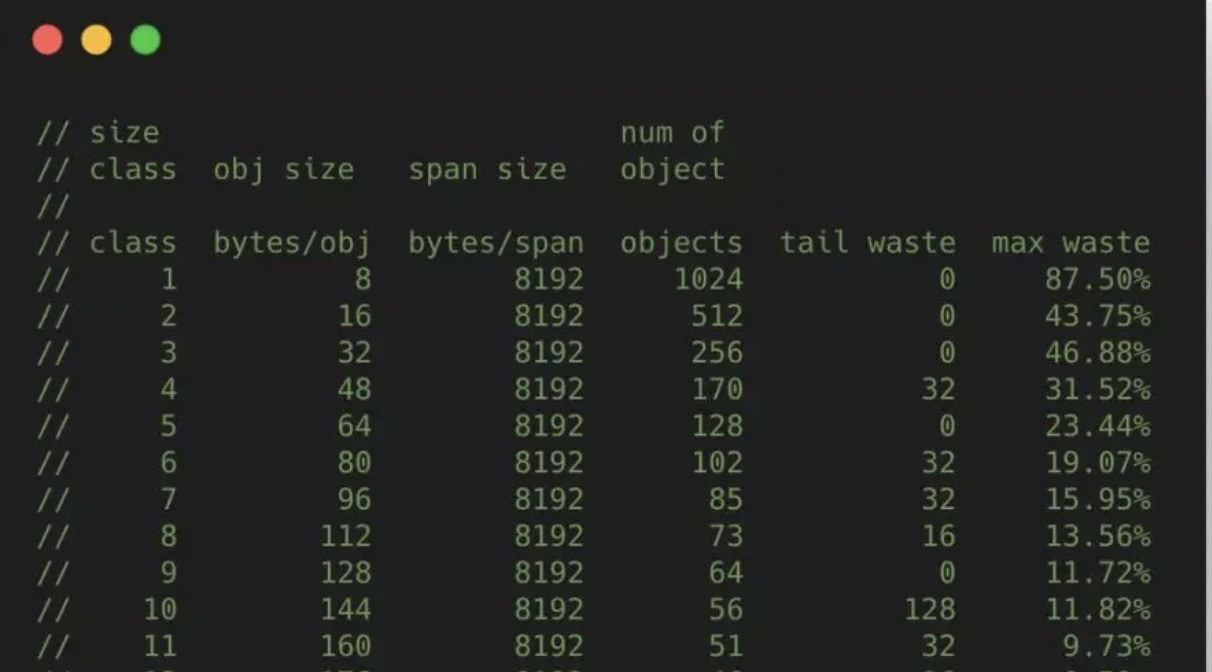 // size num of
// class obj size span size object
//
// class bytes/obj bytes/span objects tail waste max waste
// 1 8 8192 1024 0 87.50%
// 2 16 8192 512 0 43.75%
// 3 32 8192 256 0 46.88%
// 4 48 8192 170 32 31.52%
// 5 64 8192 128 0 23.44%
// 6 80 8192 102 32 19.07%
// 7 96 8192 85 32 15.95%
// 8 112 8192 73 16 13.56%
// 9 128 8192 64 0 11.72%
// 10 144 8192 56 128 11.82%
// 11 160 8192 51 32 9.73%